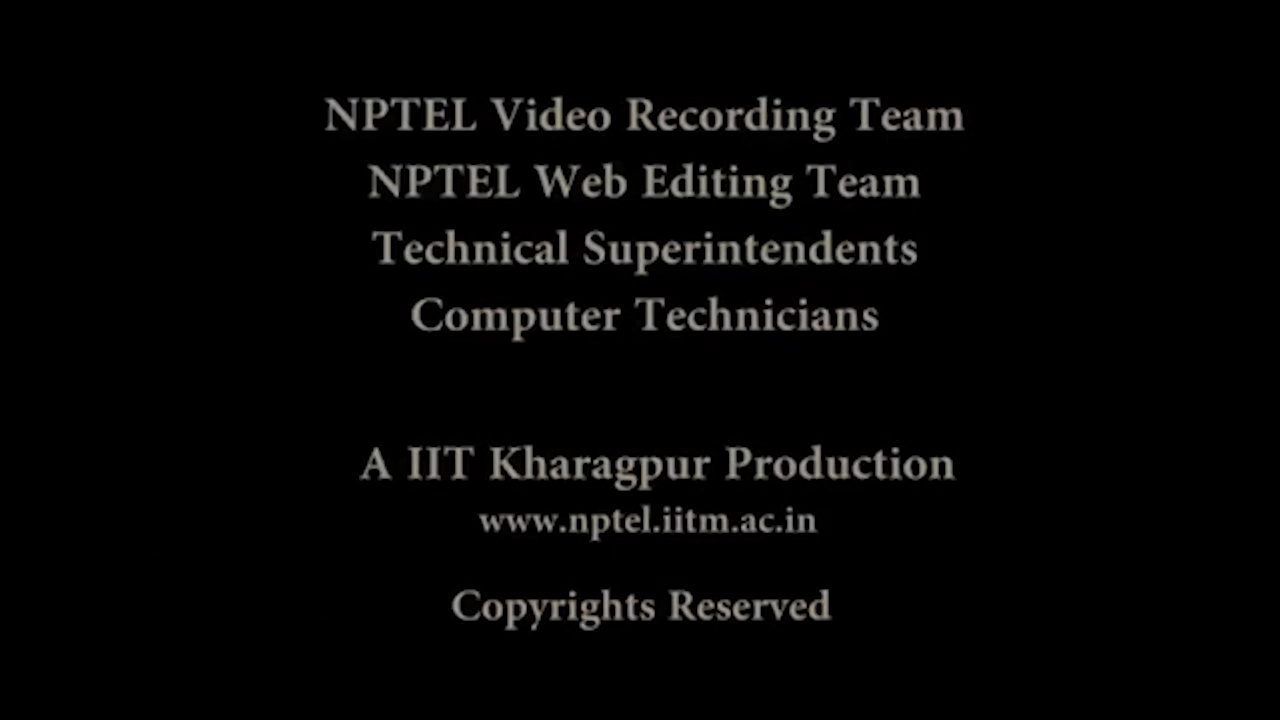 NPTEL Video Recording Team
NPTEL Web Editing Team
Technical Superintendents
Computer Technicians
A IIT Kharagpur Production
www.nptel.iitm.ac.in
Copyrights Reserved